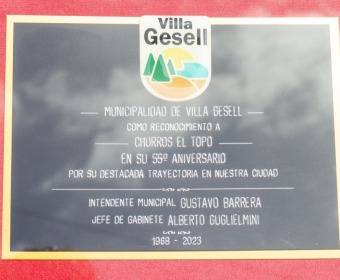 Villa
Gesell
MUNICIPALIDAD DE VILLA GESELL
COMO RECONOCIMIENTO A
CHURROS EL TOPO
EN SU 55º ANIVERSARIO
POR SU DESTACADA TRAYECTORIA EN NUESTRA CIUDAD
INTENDENTE MUNICIPAL GUSTAVO BARRERA
JEFE DE GABINETE ALBERTO GUGLIELMINI
1968 - 2023